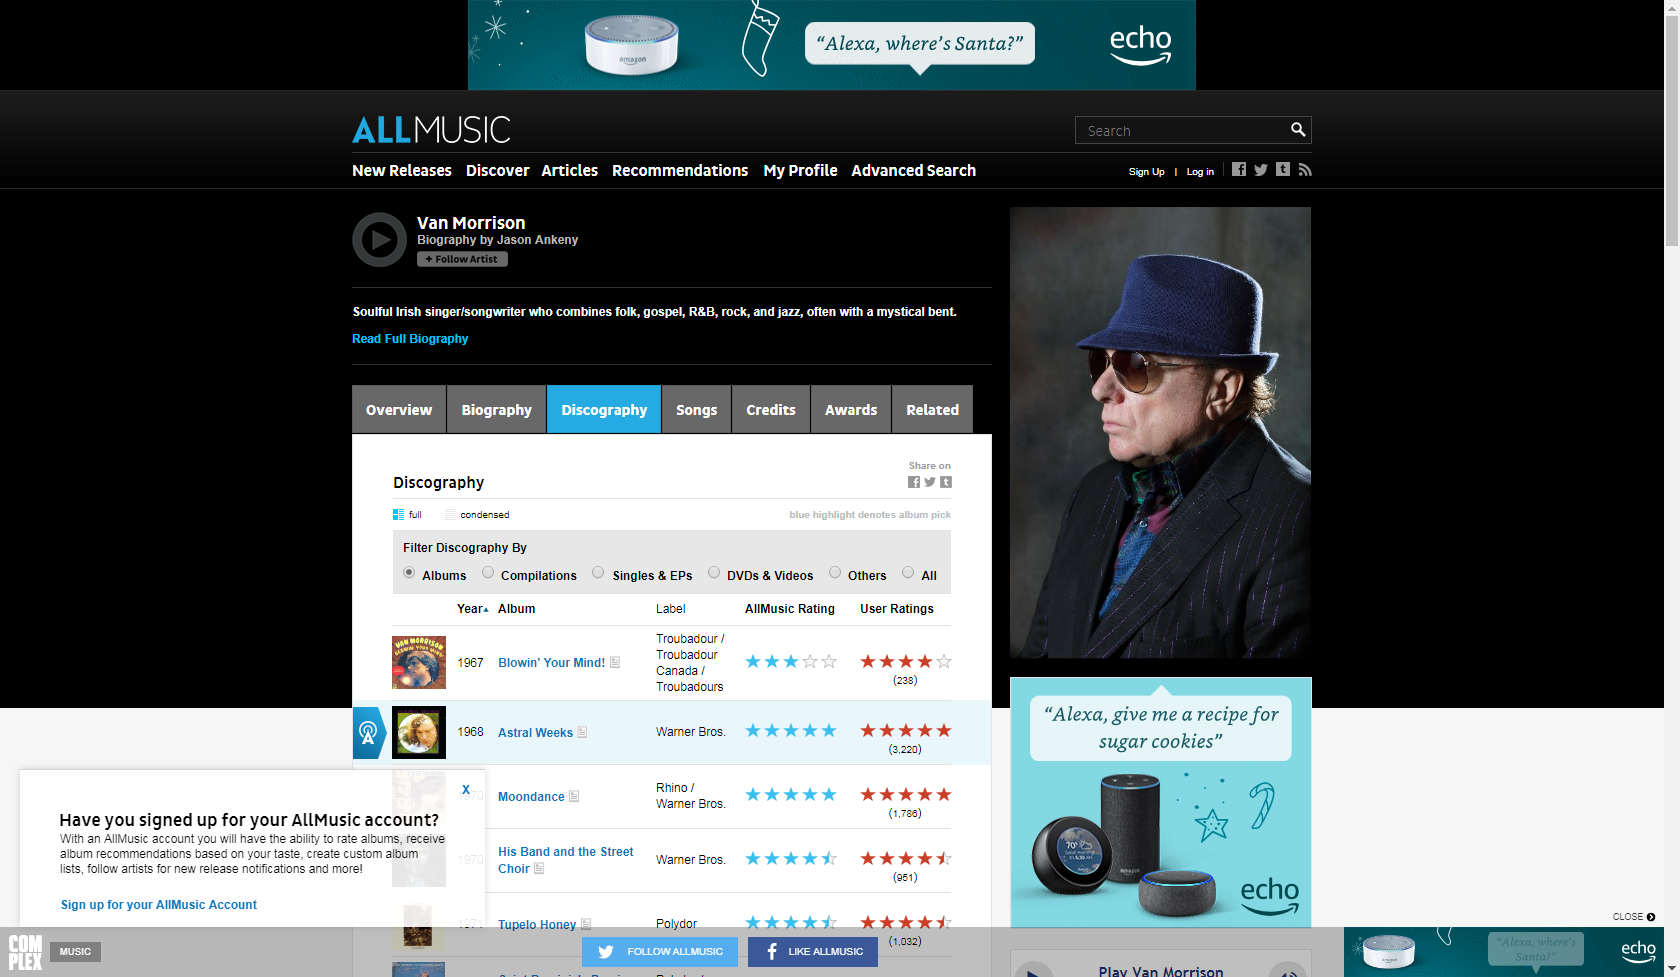 amazon
“Alexa, where’s Santa?”
echo
ALLMUSIC
Search
New Releases Discover Articles Recommendations My Profile Advanced Search
Sign Up | Log in
Van Morrison
Biography by Jason Ankeny
+ Follow Artist
Soulful Irish singer/songwriter who combines folk, gospel, R&B, rock, and jazz, often with a mystical bent.
Read Full Biography
Overview Biography Discography Songs Credits Awards Related
Share on
Discography
full condensed blue highlight denotes album pick
Filter Discography By
Albums Compilations Singles & EPs DVDs & Videos Others All
Year Album Label AllMusic Rating User Ratings
VAN MORRISON
BLOWIN' YOUR MIND!
1967 Blowin' Your Mind! Troubadour /
Troubadour
Canada /
Troubadours
(238)
1968 Astral Weeks Warner Bros.
(3,220)
1970 Moondance Rhino /
Warner Bros.
(1,786)
1970 His Band and the Street
Choir Warner Bros.
(951)
1971 Tupelo Honey Polydor
(1,032)
X
Have you signed up for your AllMusic account?
With an AllMusic account you will have the ability to rate albums, receive
album recommendations based on your taste, create custom album
lists, follow artists for new release notifications and more!
Sign up for your AllMusic Account
“Alexa, give me a recipe for
sugar cookies”
70°
amazon
echo
CLOSE
COMPLEX
MUSIC
FOLLOW ALLMUSIC
LIKE ALLMUSIC
Play Van Morrison
“Alexa, where’s
Santa?”
echo